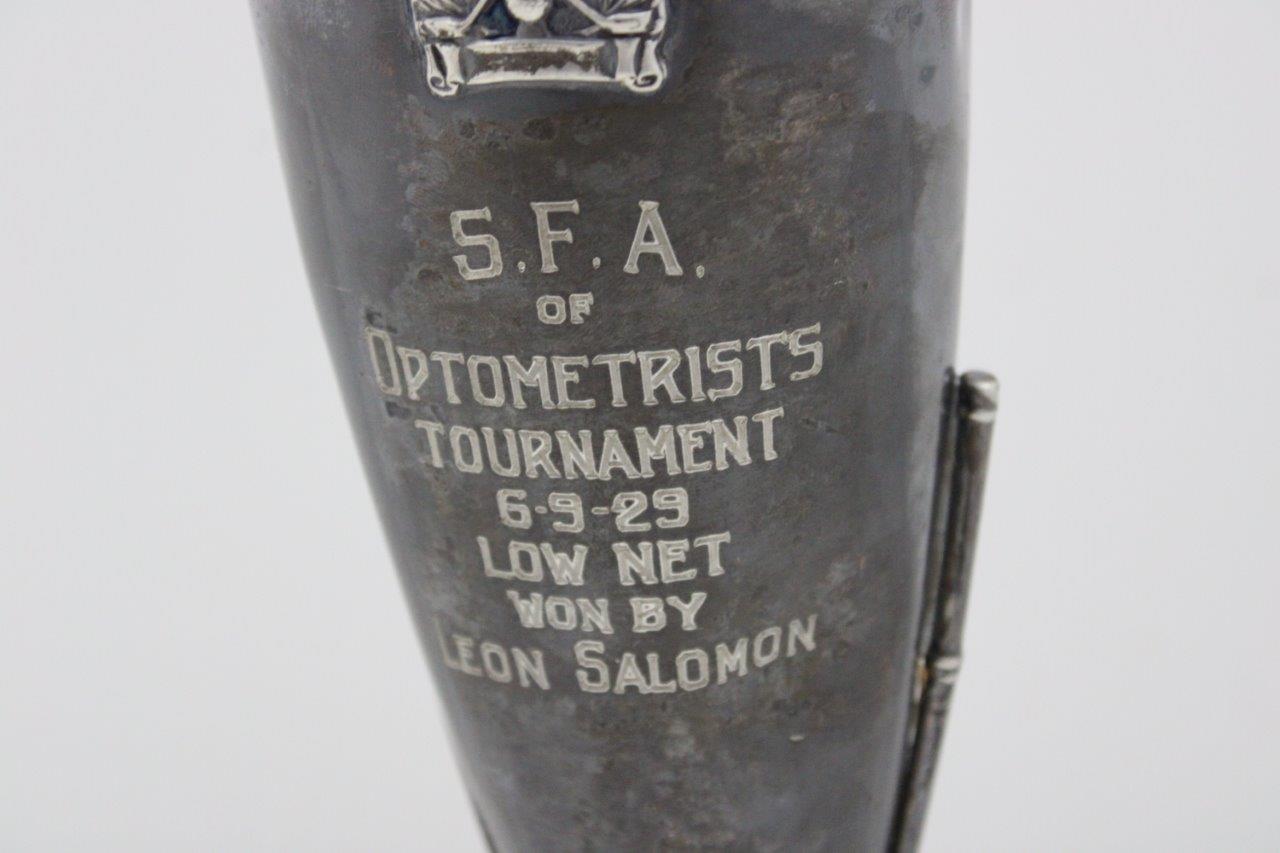 S.F.A.
OF
OPTOMETRISTS
TOURNAMENT
6-9-29
LOW NET
WON BY
LEON SALOMON